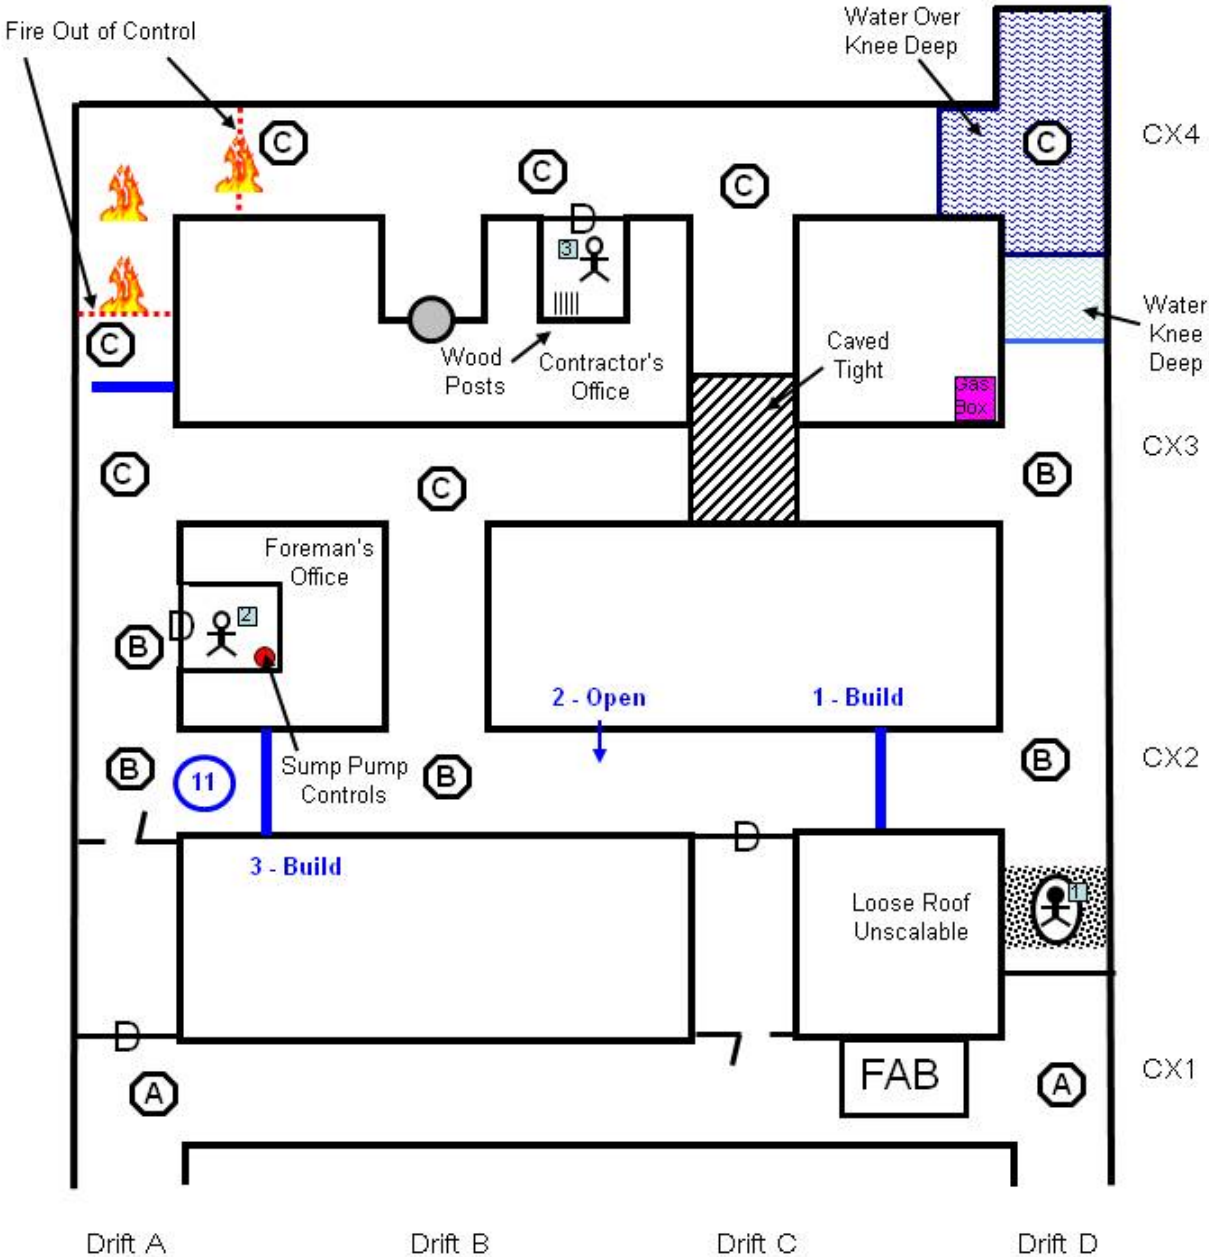 Fire Out of Control
Water Over
Knee Deep
C
C
C
C
CX4
D
3
C
Water
Knee
Deep
Wood
Posts
Contractor's
Office
Caved
Tight
Gas
Box
CX3
C
C
B
Foreman's
Office
2
D
B
2 - Open
1 - Build
B
11
Sump Pump
Controls
B
B
CX2
D
3 - Build
1
Loose Roof
Unscalable
D
A
FAB
A
CX1
Drift A
Drift B
Drift C
Drift D